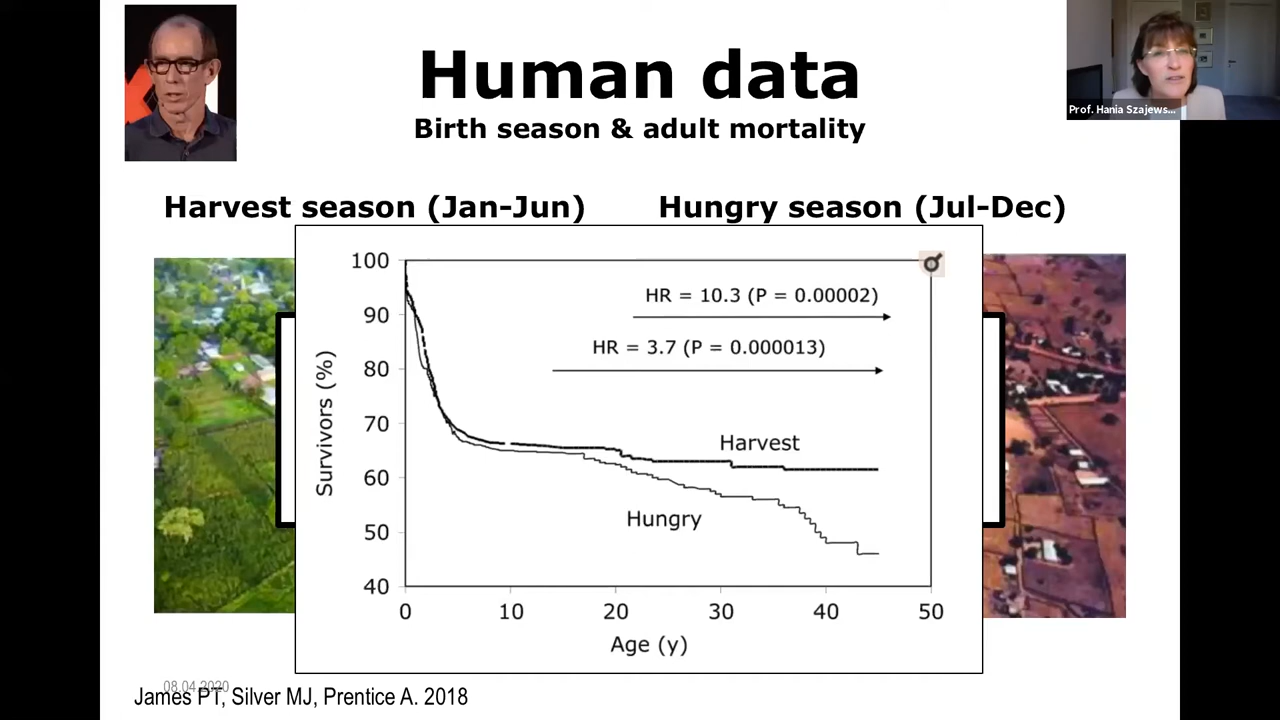 Human data
Prof. Hania Szajews...
Birth season & adult mortality
Harvest season (Jan-Jun)
Hungry season (Jul-Dec)
100
90
80
70
60
50
40
Survivors (%)
HR = 10.3 (P = 0.00002)
HR = 3.7 (P = 0.000013)
Harvest
Hungry
0
10
20
30
40
50
Age (y)
08.04.2020
James PT, Silver MJ, Prentice A. 2018